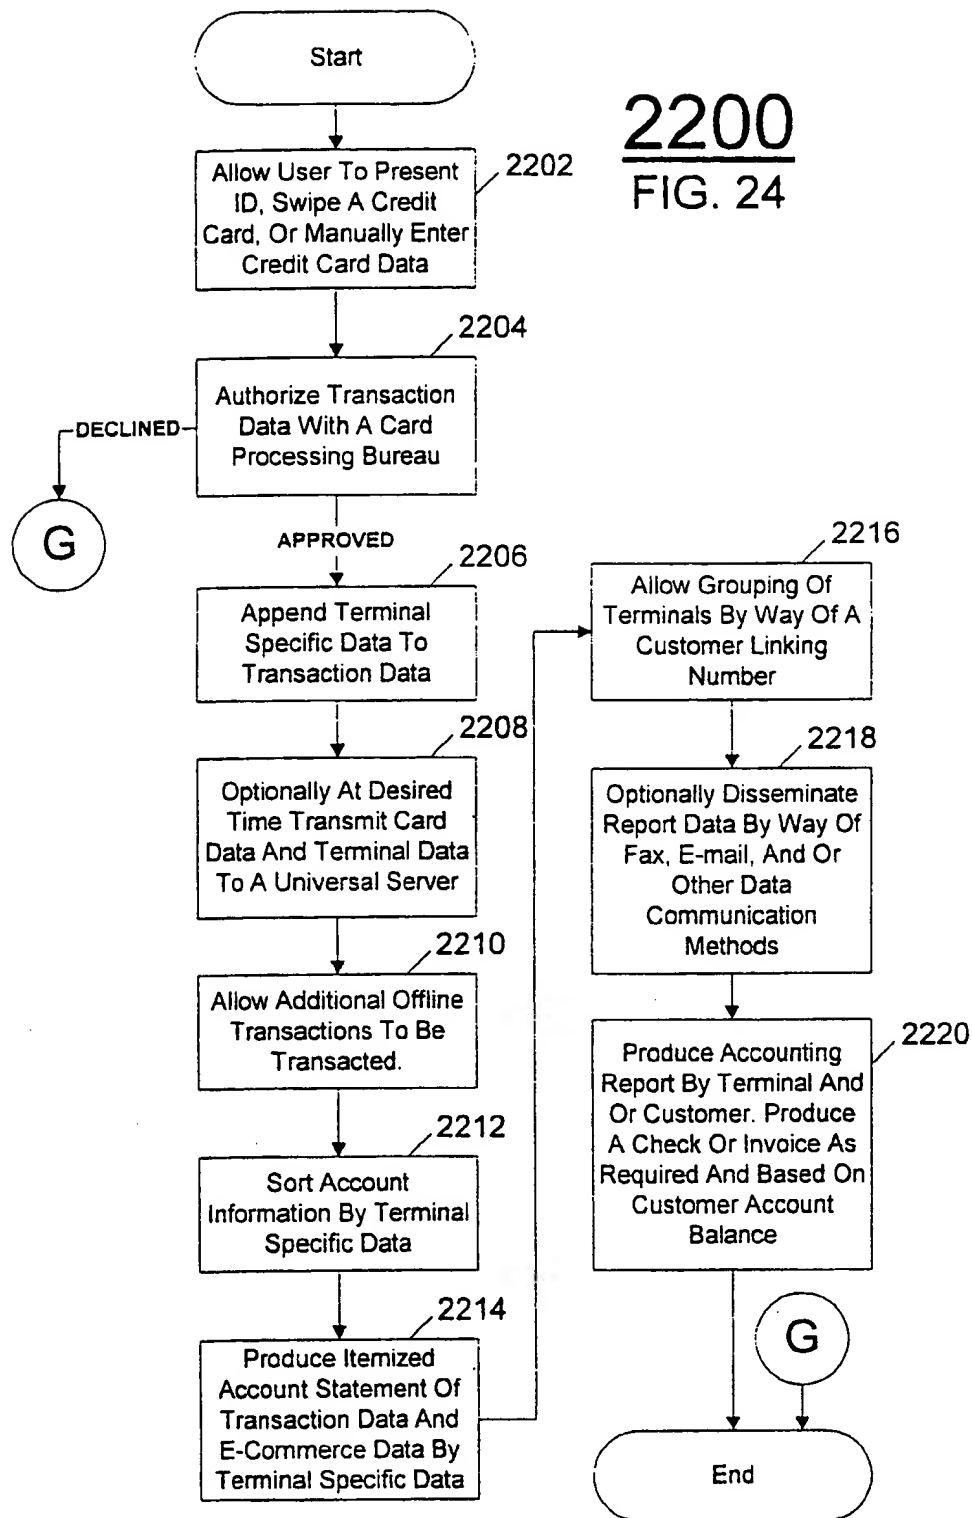 Start
2200
FIG. 24
2202
Allow User To Present
ID, Swipe A Credit
Card, Or Manually Enter
Credit Card Data
2204
Authorize Transaction
Data With A Card
Processing Bureau
DECLINED
G
APPROVED
2206
Append Terminal
Specific Data To
Transaction Data
2208
Optionally At Desired
Time Transmit Card
Data And Terminal Data
To A Universal Server
2210
Allow Additional Offline
Transactions To Be
Transacted.
2212
Sort Account
Information By Terminal
Specific Data
2214
Produce Itemized
Account Statement Of
Transaction Data And
E-Commerce Data By
Terminal Specific Data
2216
Allow Grouping Of
Terminals By Way Of A
Customer Linking
Number
2218
Optionally Disseminate
Report Data By Way Of
Fax, E-mail, And Or
Other Data
Communication
Methods
2220
Produce Accounting
Report By Terminal And
Or Customer. Produce
A Check Or Invoice As
Required And Based On
Customer Account
Balance
G
End